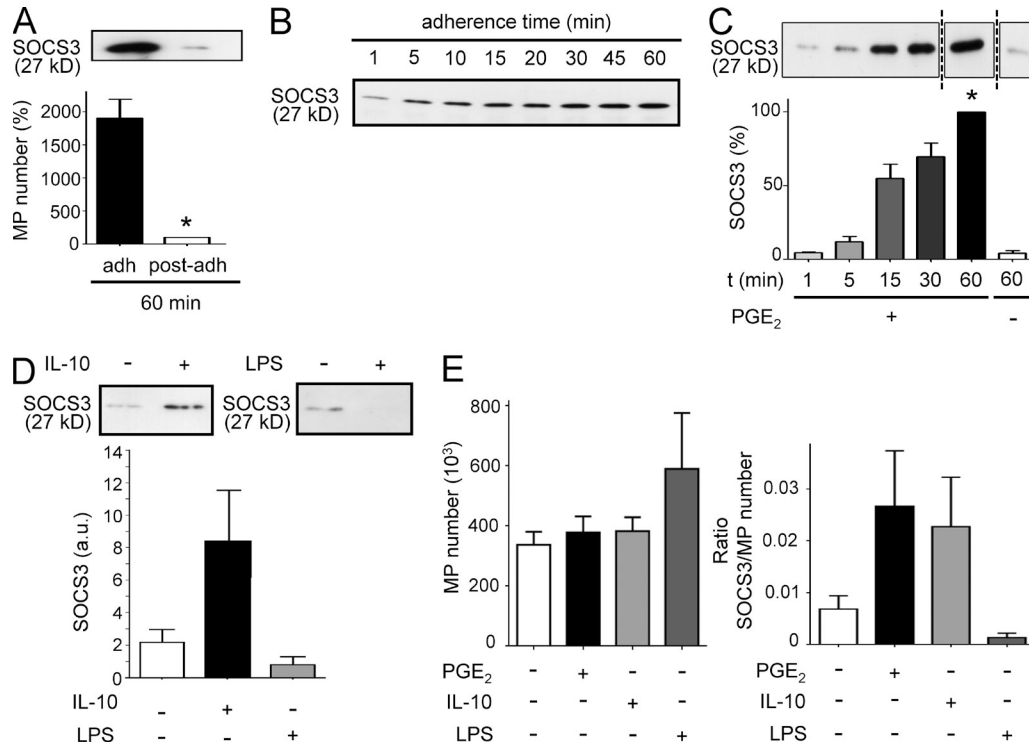 A
SOCS3
(27 kD)
MP number (%)
2000
1500
1000
500
0
*
adh post-adh
60 min
B
adherence time (min)
1 5 10 15 20 30 45 60
SOCS3
(27 kD)
C
SOCS3
(27 kD)
SOCS3 (%)
100
50
0
*
t (min) 1 5 15 30 60 60
PGE2 + -
D
IL-10 - + LPS - +
SOCS3
(27 kD)
SOCS3
(27 kD)
SOCS3 (a.u.)
14
12
10
8
6
4
2
0
IL-10 - +
LPS - +
E
MP number (10³)
800
600
400
200
0
PGE2 - + - -
IL-10 - - + -
LPS - - - +
Ratio
SOCS3/MP number
0.03
0.02
0.01
0
PGE2 - + - -
IL-10 - - + -
LPS - - - +